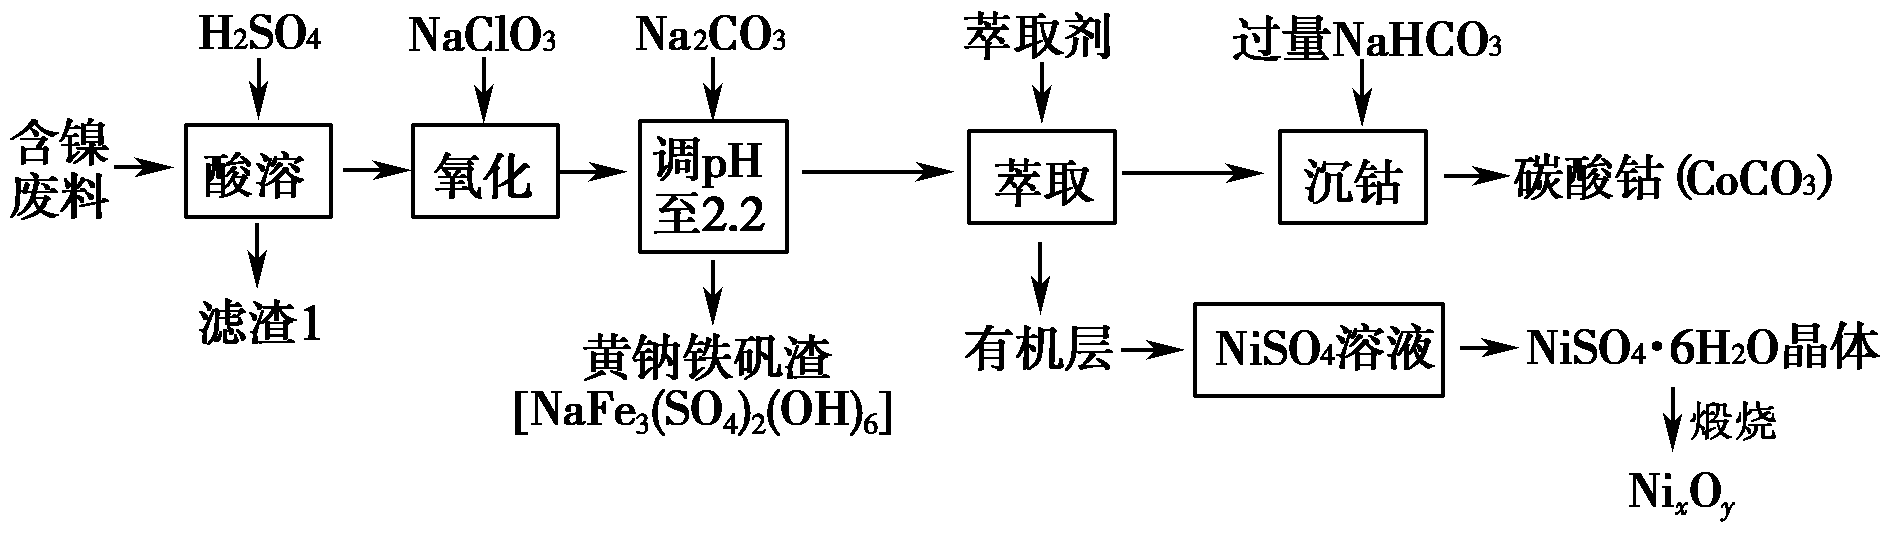 H₂SO₄
NaClO₃
Na₂CO₃
萃取剂
过量NaHCO₃
含镍
废料
酸溶
氧化
调pH
至2.2
萃取
沉钴
碳酸钴(CoCO₃)
滤渣1
黄钠铁矾渣
[NaFe₃(SO₄)₂(OH)₆]
有机层
NiSO₄溶液
NiSO₄·6H₂O晶体
煅烧
NiₓOᵧ